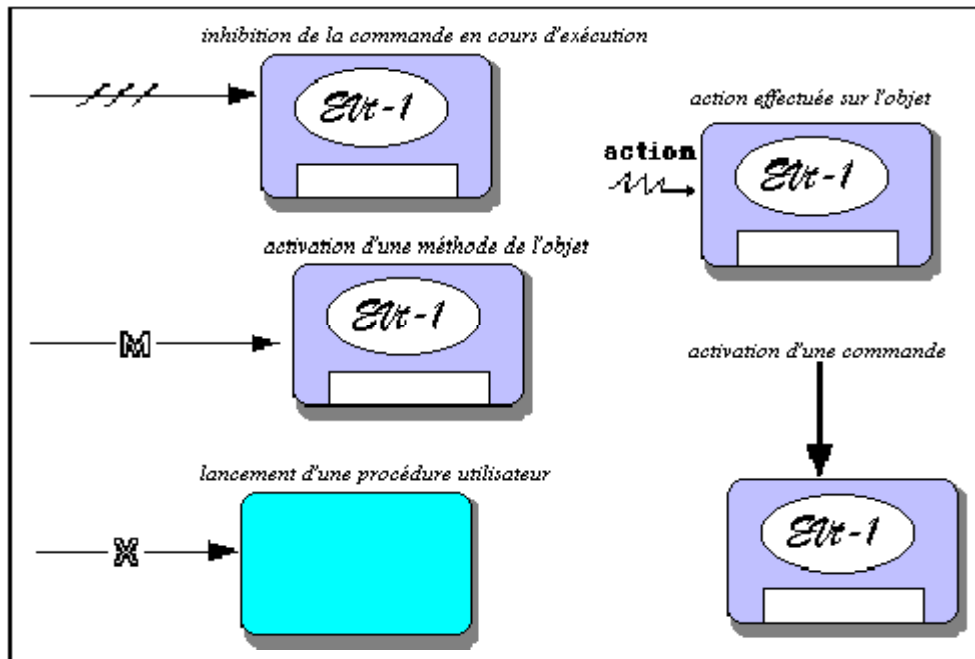 inhibition de la commande en cours d'exécution
EVt-1
action effectuée sur l'objet
action
EVt-1
activation d'une méthode de l'objet
M
EVt-1
activation d'une commande
EVt-1
lancement d'une procédure utilisateur
X